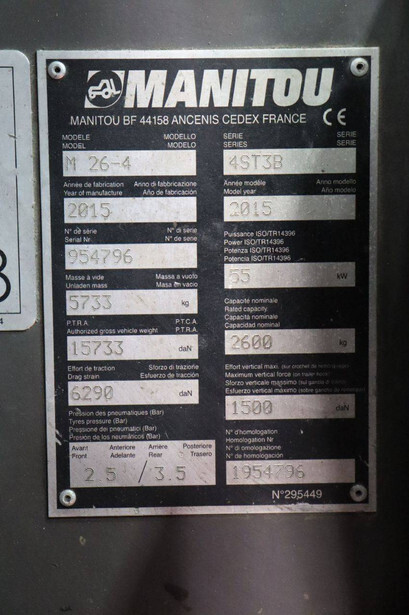 MANITOU
MANITOU BF 44158 ANCENIS CEDEX FRANCE CE
MODELE MODELLO
MODEL MODELO
M 26-4
SÉRIE SERIE
SERIES SERIE
4ST3B
Année de fabrication Anno di fabbricazione
Year of manufacture Año de fabricación
2015
Année modèle Anno modello
Model year Año modelo
2015
N° de série N° di serie
Serial Nr N° de serie
954796
Puissance ISO/TR14396
Power ISO/TR14396
Potenza ISO/TR14396
Potencia ISO/TR14396
55 kW
Masse à vide Massa a vuoto
Unladen mass Masa en vacio
5733 kg
Capacité nominale
Rated capacity
Capacità nominale
Capacidad nominal
2600 kg
P.T.R.A. P.T.C.A.
Authorized gross vehicle weight P.T.R.A.
15733 daN
Effort de traction Sforzo di trazione
Drag strain Esfuerzo de tracción
6290 daN
Effort vertical maxi
Maximum vertical force
Sforzo verticale massimo
Esfuerzo vertical máximo
1500 daN
Pression des pneumatiques (Bar)
Tyres pressure (Bar)
Pressione dei pneumatici (Bar)
Presión de los neumáticos (Bar)
Avant Anteriore Arrière Posteriore
Front Adelante Rear Trasero
2.5 / 3.5
N° d'homologation
Homologation Nr
N° di omologazione
N° de homologación
1954796
N°295449